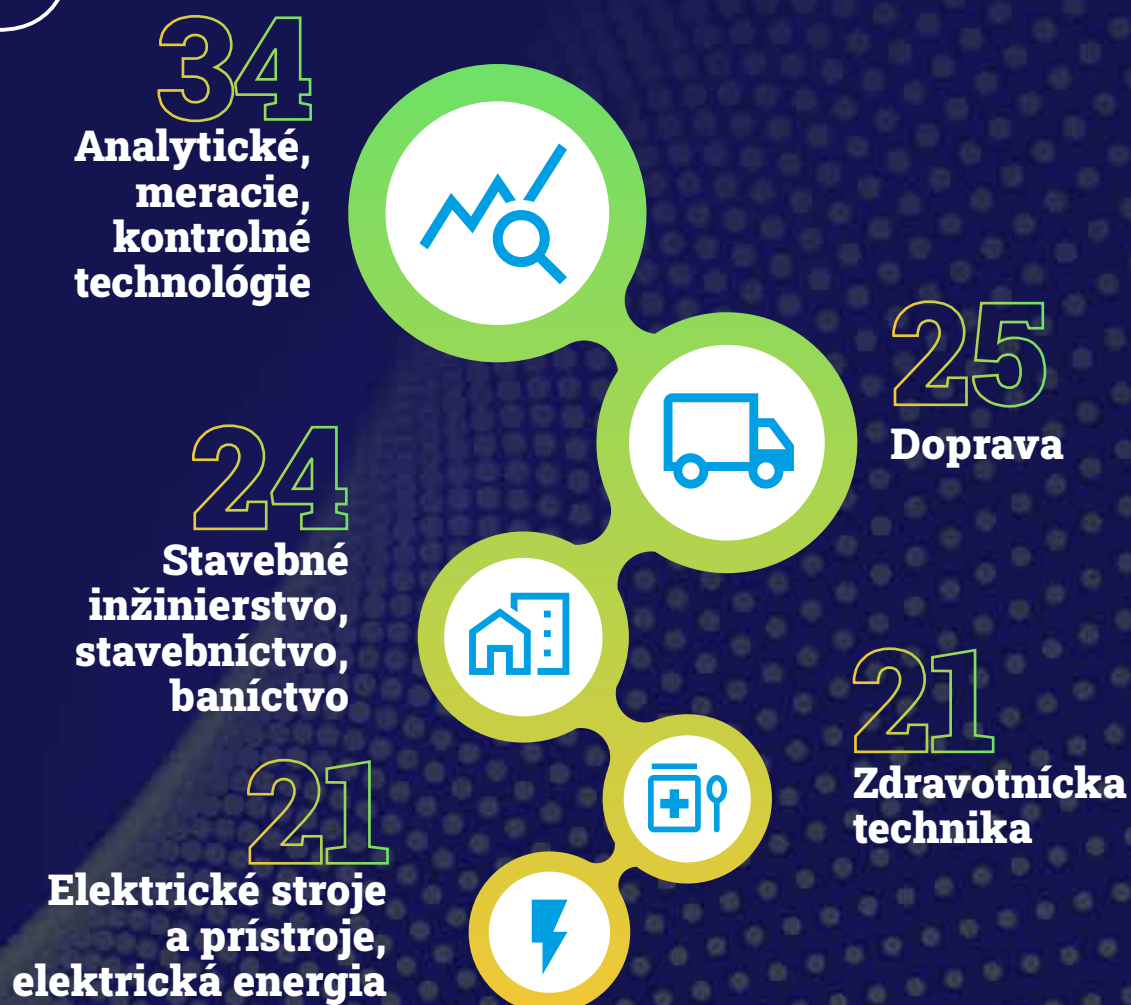 34
Analytické,
meracie,
kontrolné
technológie
25
Doprava
24
Stavebné
inžinierstvo,
stavebníctvo,
baníctvo
21
Zdravotnícka
technika
21
Elektrické stroje
a prístroje,
elektrická energia